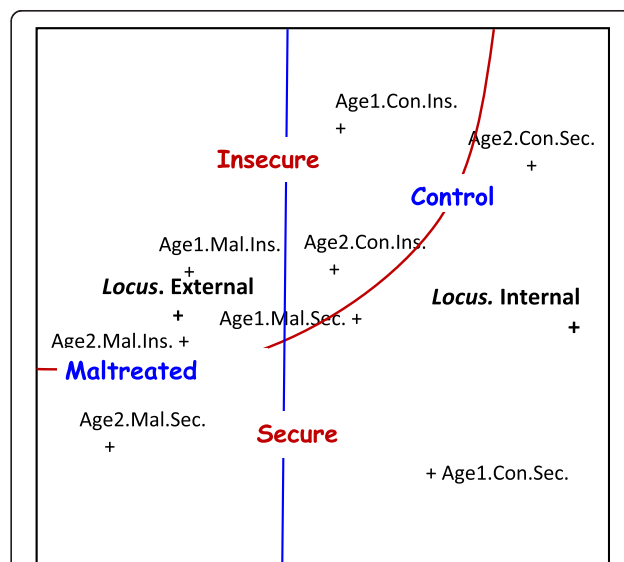 Age1.Con.Ins.
+
Age2.Con.Sec.
+
Insecure
Control
Age1.Mal.Ins.
+
Age2.Con.Ins.
+
Locus. External
+
Locus. Internal
+
Age1.Mal.Sec. +
Age2.Mal.Ins. +
Maltreated
Age2.Mal.Sec.
+
Secure
+ Age1.Con.Sec.